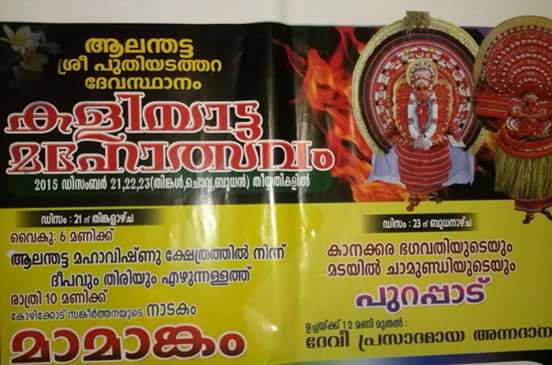 ആലന്തട്ട
ശ്രീ പുതിയടത്തറ
ദേവസ്ഥാനം
കളിയാട്ട
മഹോത്സവം
2015 ഡിസംബർ 21,22,23(തിങ്കൾ,ചൊവ്വ,ബുധൻ) തിയ്യതികളിൽ
ഡിസം : 21 ന് തിങ്കളാഴ്ച
വൈകു: 6 മണിക്ക്
ആലന്തട്ട മഹാവിഷ്ണു ക്ഷേത്രത്തിൽ നിന്ന്
ദീപവും തിരിയും എഴുന്നള്ളത്ത്
രാത്രി 10 മണിക്ക്
കോഴിക്കോട് സങ്കീർത്തനയുടെ നാടകം
മാമാങ്കം
ഡിസം : 23 ന് ബുധനാഴ്ച
കാനക്കര ഭഗവതിയുടെയും
മടയിൽ ചാമുണ്ഡിയുടെയും
പുറപ്പാട്
ഉച്ചയ്ക്ക് 12 മണി മുതൽ :
ദേവീ പ്രസാദമായ അന്നദാന